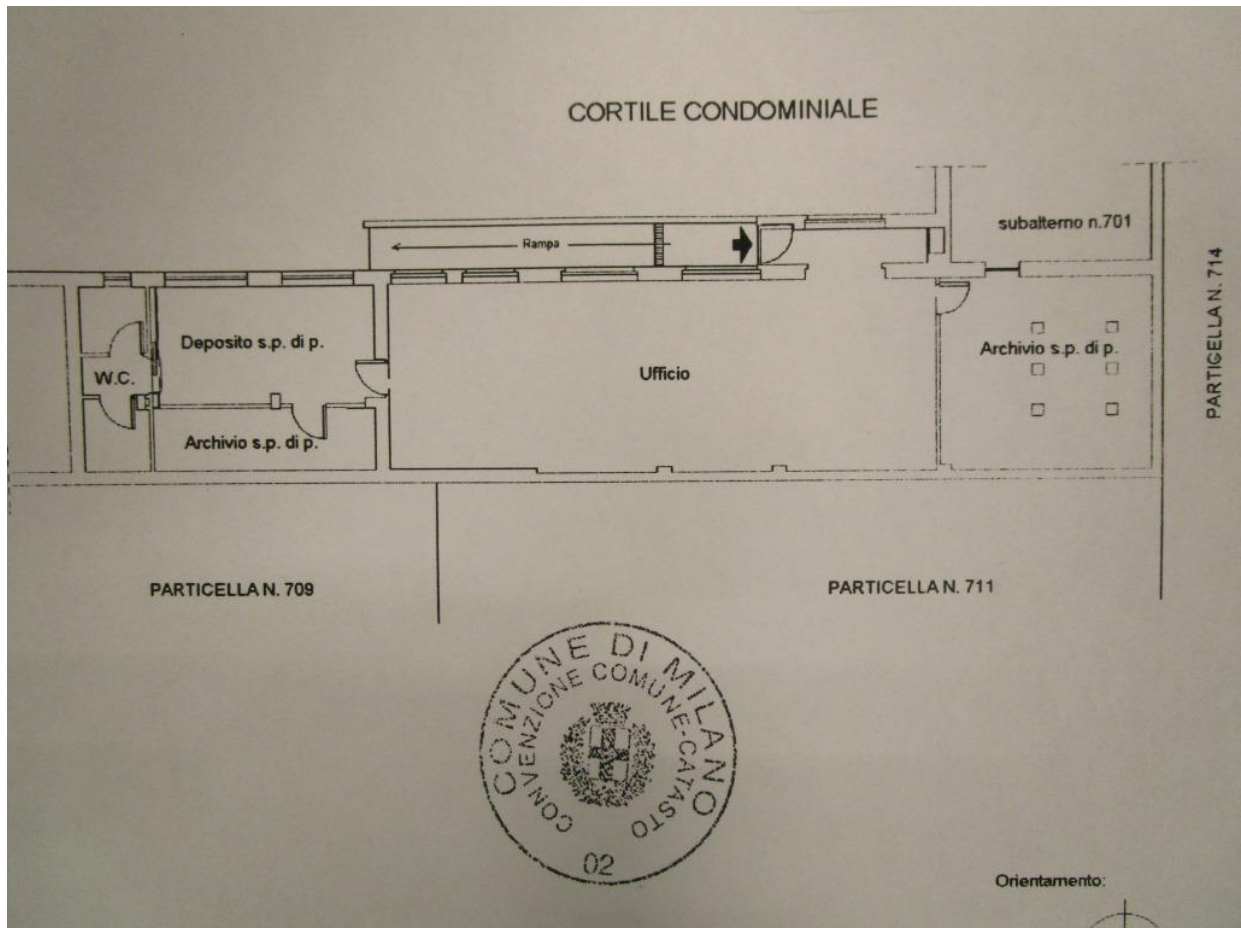 CORTILE CONDOMINIALE
subalterno n.701
Rampa
PARTICELLA N. 714
Deposito s.p. di p.
Archivio s.p. di p.
W.C.
Ufficio
Archivio s.p. di p.
PARTICELLA N. 709
PARTICELLA N. 711
COMUNE DI MILANO
CONVENZIONE COMUNE-CATASTO
02
Orientamento: